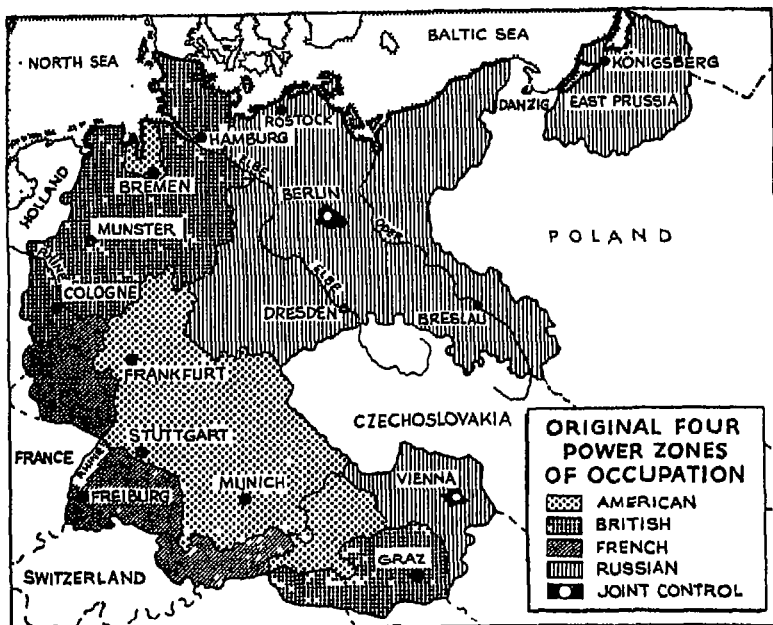 NORTH SEA
BALTIC SEA
KÖNIGSBERG
DANZIG
EAST PRUSSIA
ROSTOCK
HAMBURG
ELBE
HOLLAND
BREMEN
BERLIN
MUNSTER
ODER
POLAND
RHINE
COLOGNE
ELBE
DRESDEN
BRESLAU
FRANKFURT
CZECHOSLOVAKIA
STUTTGART
FRANCE
RHINE
FREIBURG
MUNICH
VIENNA
GRAZ
SWITZERLAND
ORIGINAL FOUR
POWER ZONES
OF OCCUPATION
AMERICAN
BRITISH
FRENCH
RUSSIAN
JOINT CONTROL